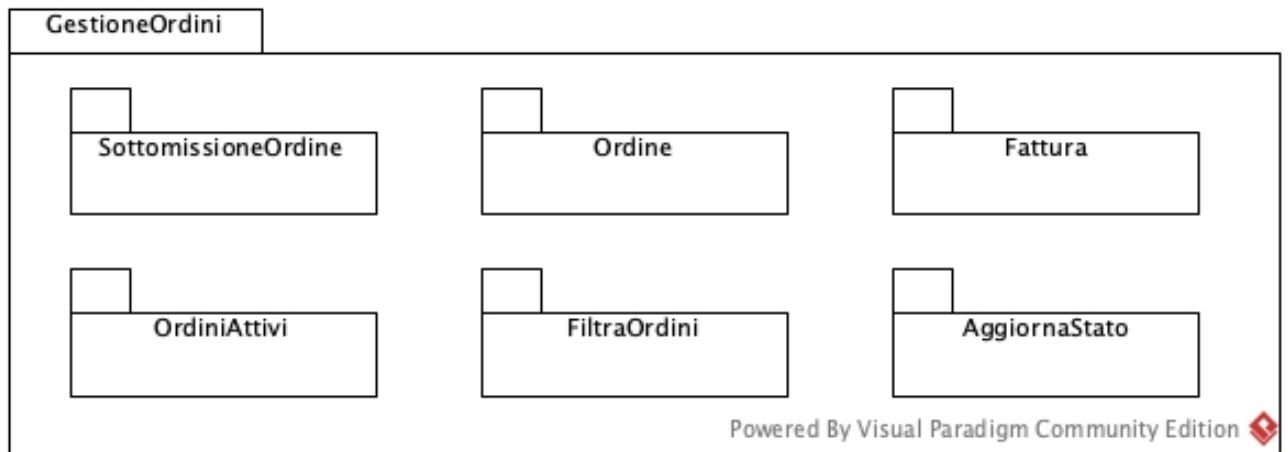 GestioneOrdini
SottomissioneOrdine
Ordine
Fattura
OrdiniAttivi
FiltraOrdini
AggiornaStato
Powered By Visual Paradigm Community Edition